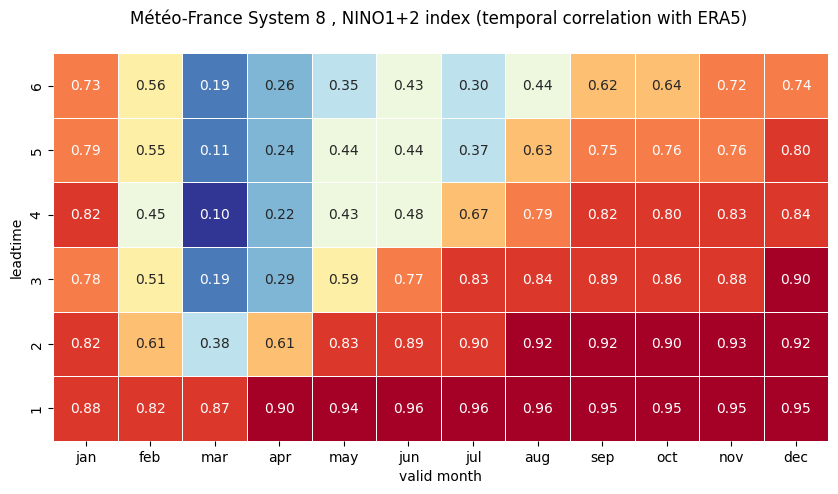 Météo-France System 8 , NINO1+2 index (temporal correlation with ERA5)
6 0.73 0.56 0.19 0.26 0.35 0.43 0.30 0.44 0.62 0.64 0.72 0.74
5 0.79 0.55 0.11 0.24 0.44 0.44 0.37 0.63 0.75 0.76 0.76 0.80
4 0.82 0.45 0.10 0.22 0.43 0.48 0.67 0.79 0.82 0.80 0.83 0.84
leadtime
3 0.78 0.51 0.19 0.29 0.59 0.77 0.83 0.84 0.89 0.86 0.88 0.90
2 0.82 0.61 0.38 0.61 0.83 0.89 0.90 0.92 0.92 0.90 0.93 0.92
1 0.88 0.82 0.87 0.90 0.94 0.96 0.96 0.96 0.95 0.95 0.95 0.95
jan feb mar apr may jun jul aug sep oct nov dec
valid month